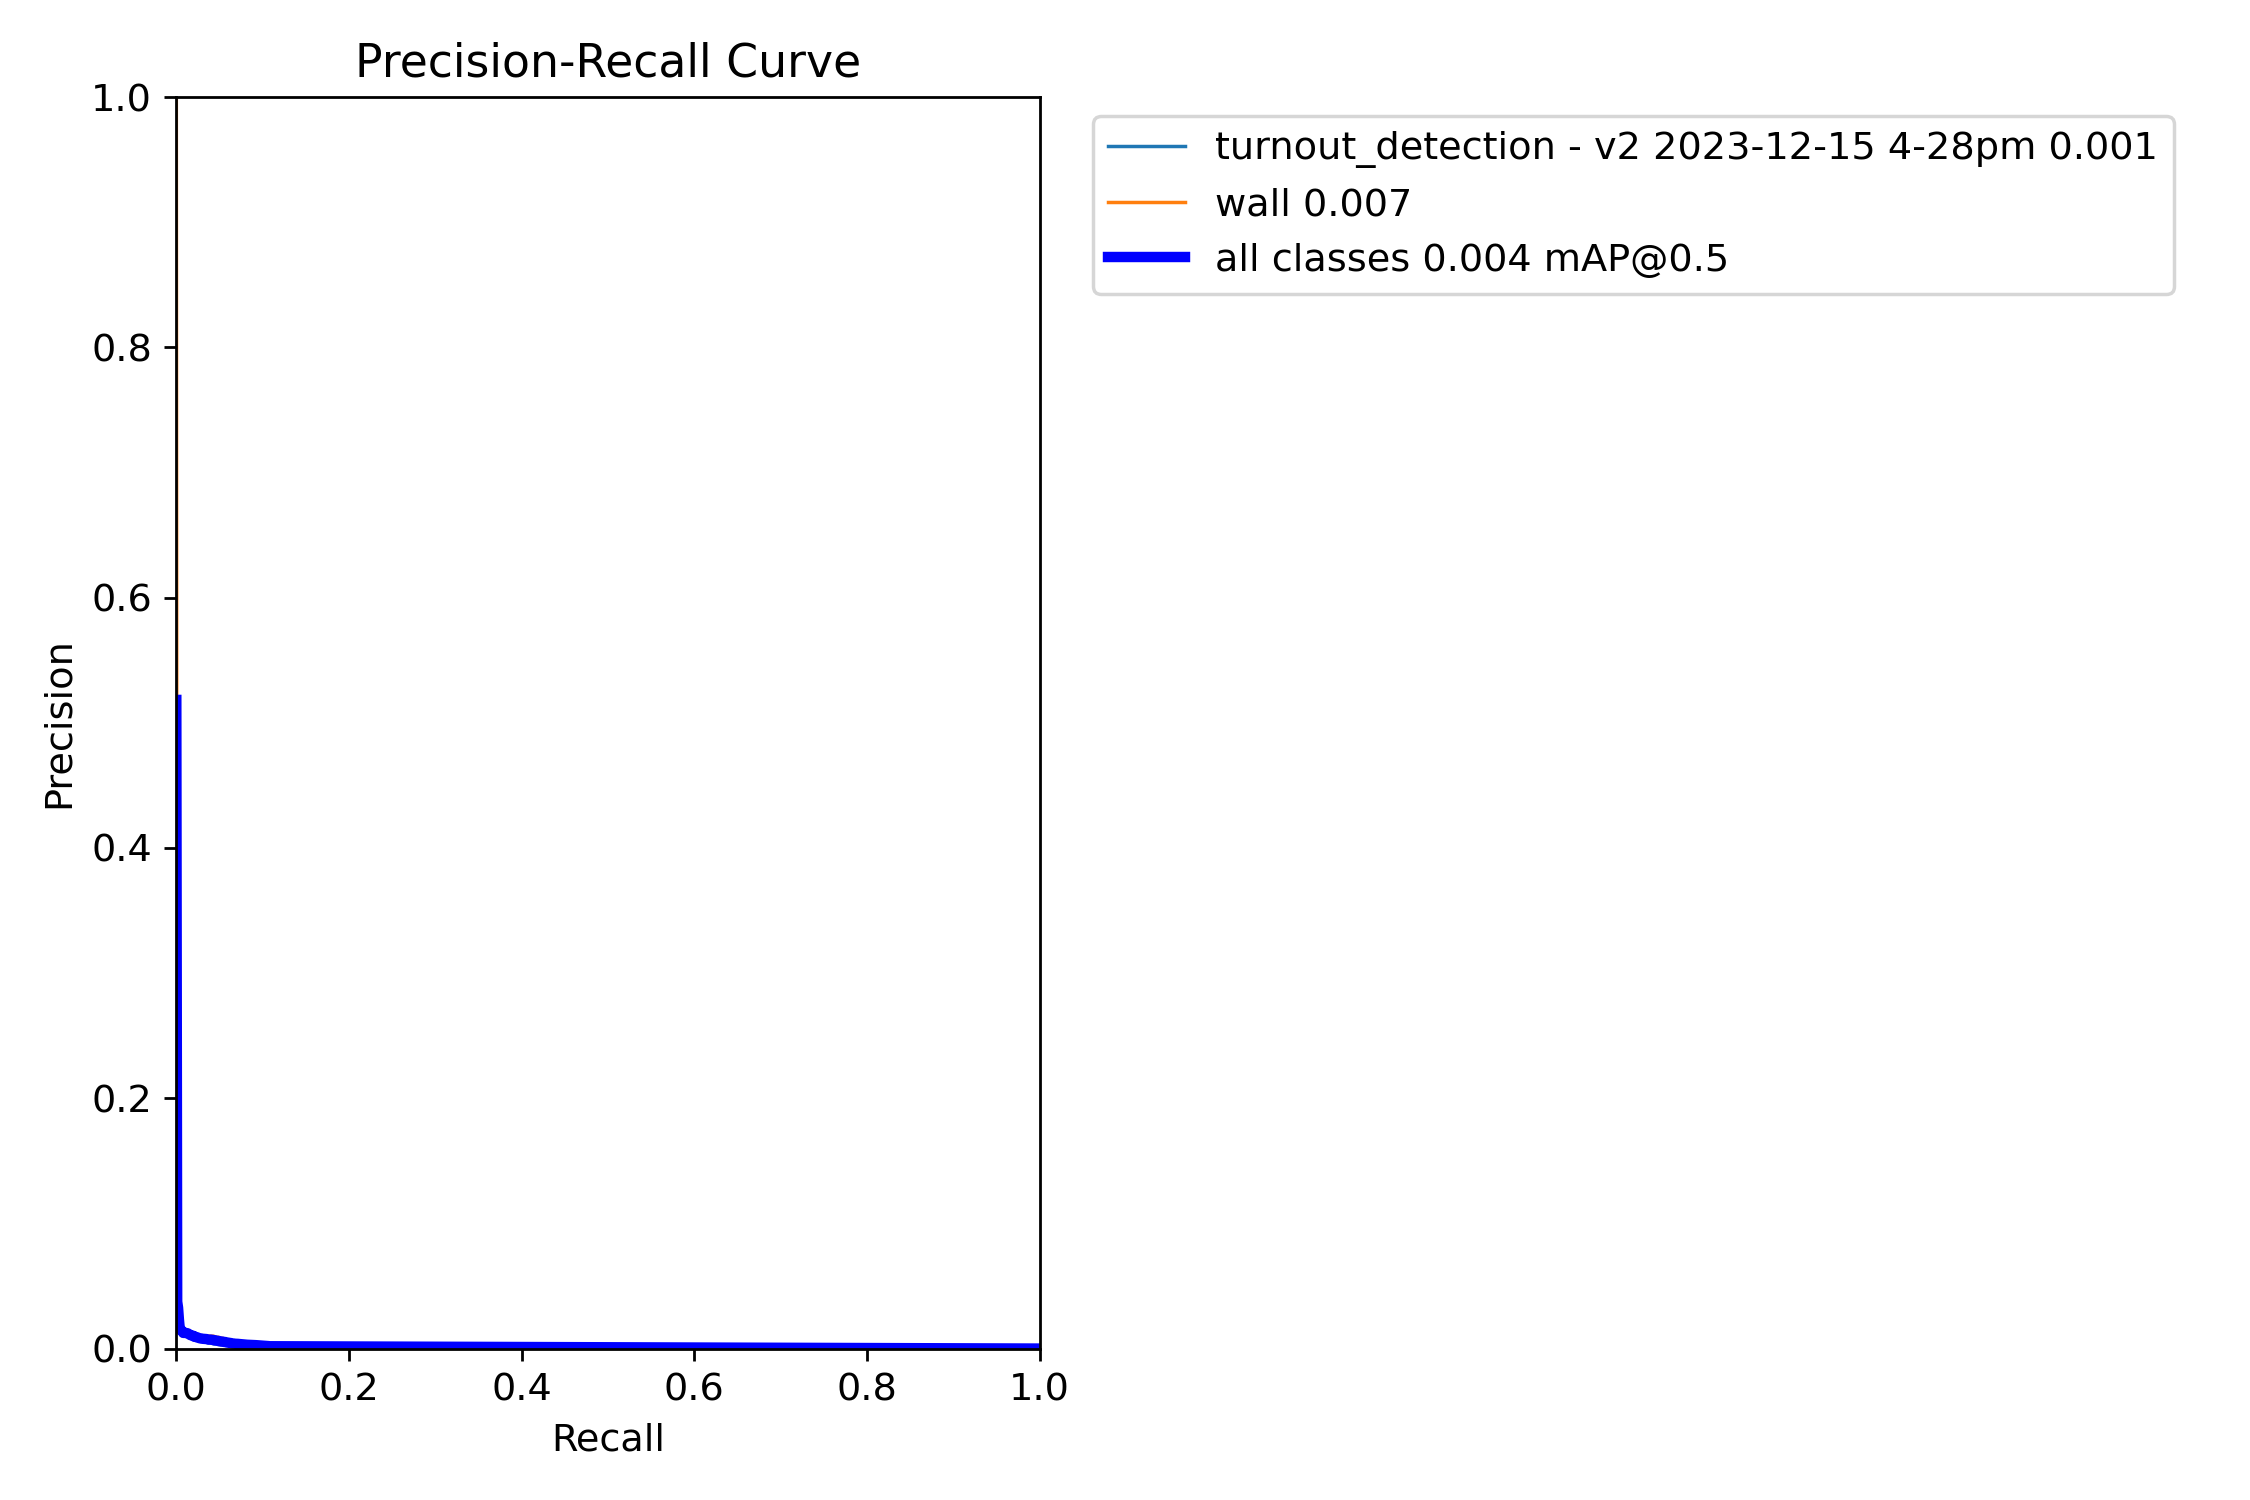 Precision-Recall Curve
1.0
0.8
0.6
0.4
0.2
0.0
Precision
0.0 0.2 0.4 0.6 0.8 1.0
Recall
turnout_detection - v2 2023-12-15 4-28pm 0.001
wall 0.007
all classes 0.004 mAP@0.5